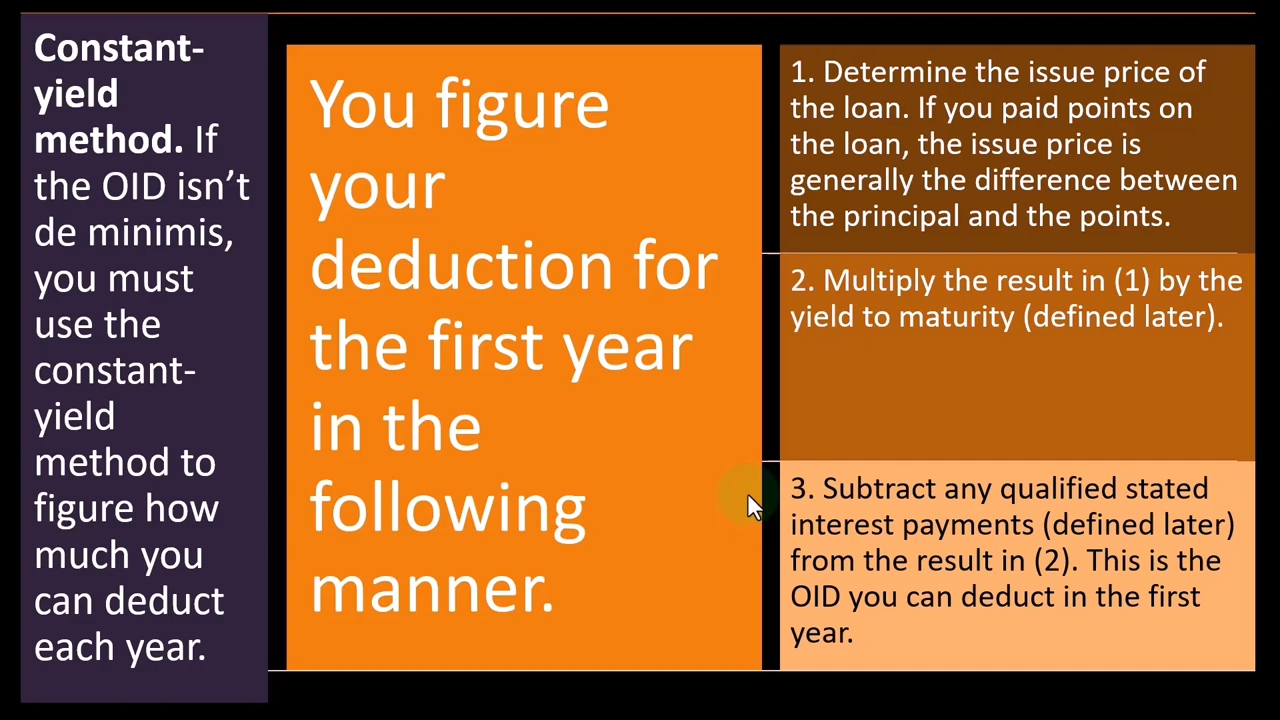 Constant-
yield
method. If
the OID isn't
de minimis,
you must
use the
constant-
yield
method to
figure how
much you
can deduct
each year.
You figure
your
deduction for
the first year
in the
following
manner.
1. Determine the issue price of
the loan. If you paid points on
the loan, the issue price is
generally the difference between
the principal and the points.
2. Multiply the result in (1) by the
yield to maturity (defined later).
3. Subtract any qualified stated
interest payments (defined later)
from the result in (2). This is the
OID you can deduct in the first
year.